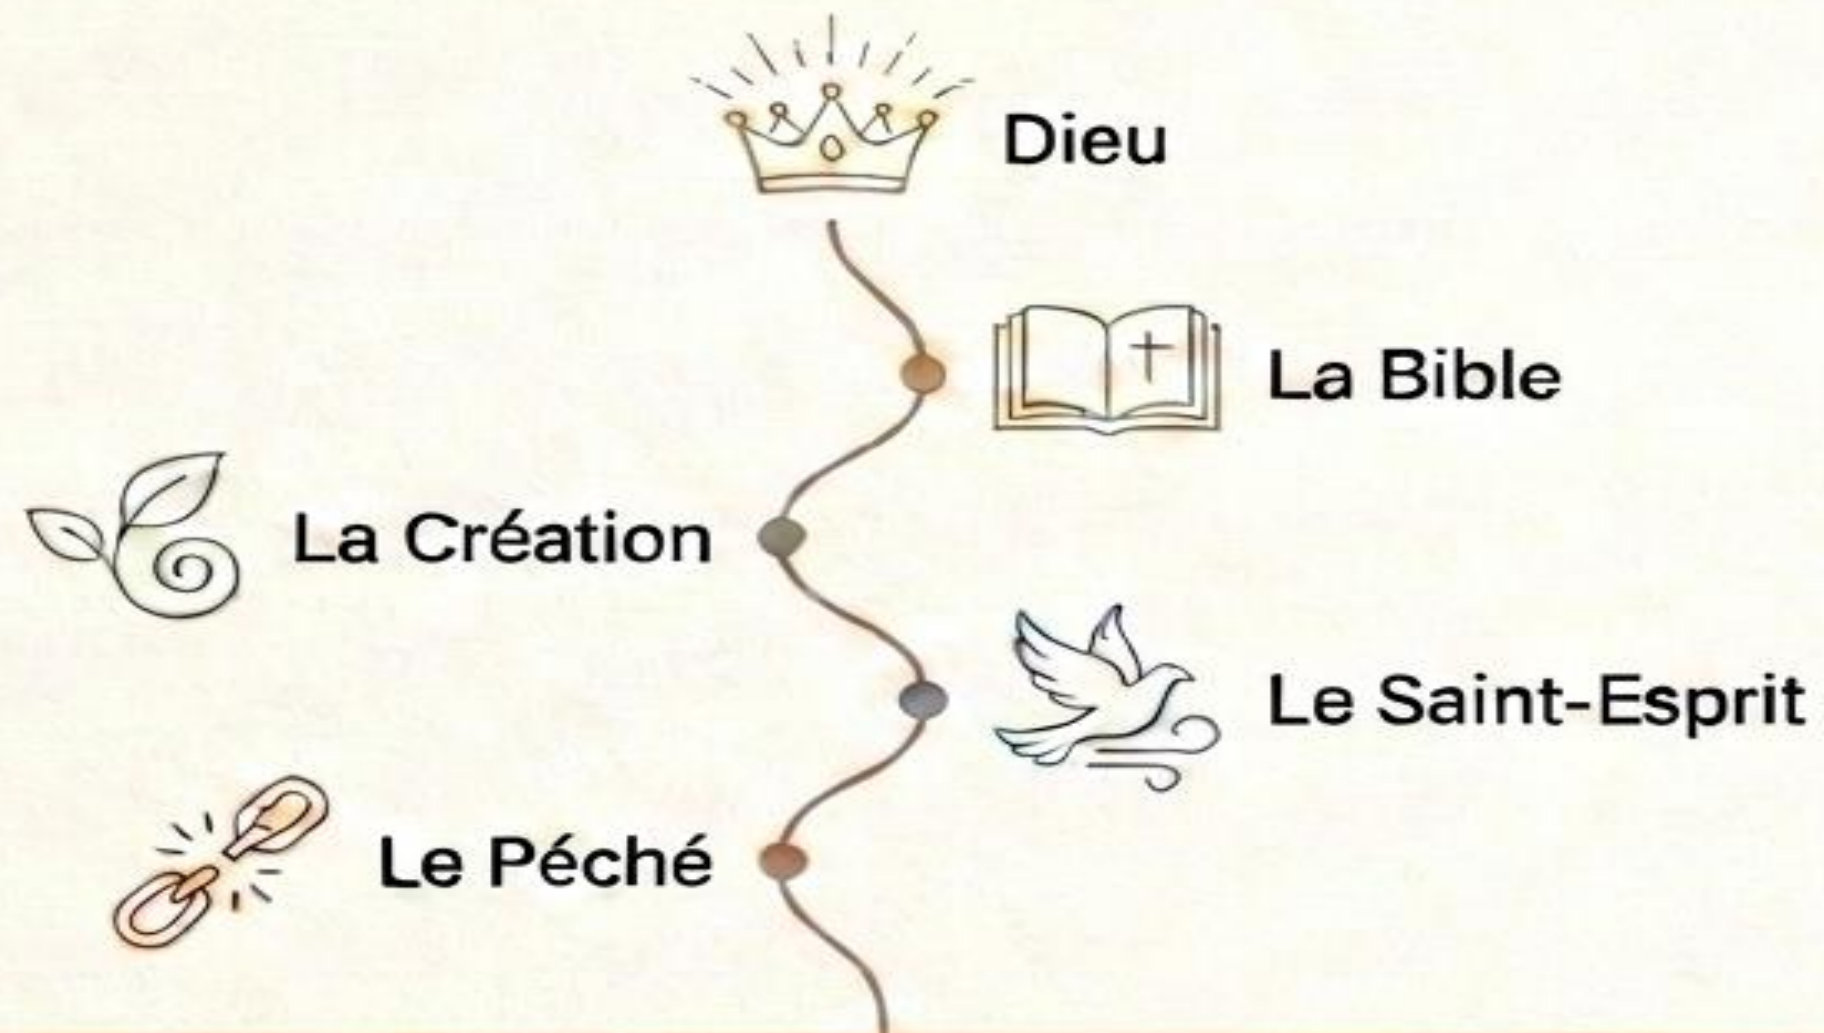 Dieu
La Bible
La Création
Le Saint-Esprit
Le Péché